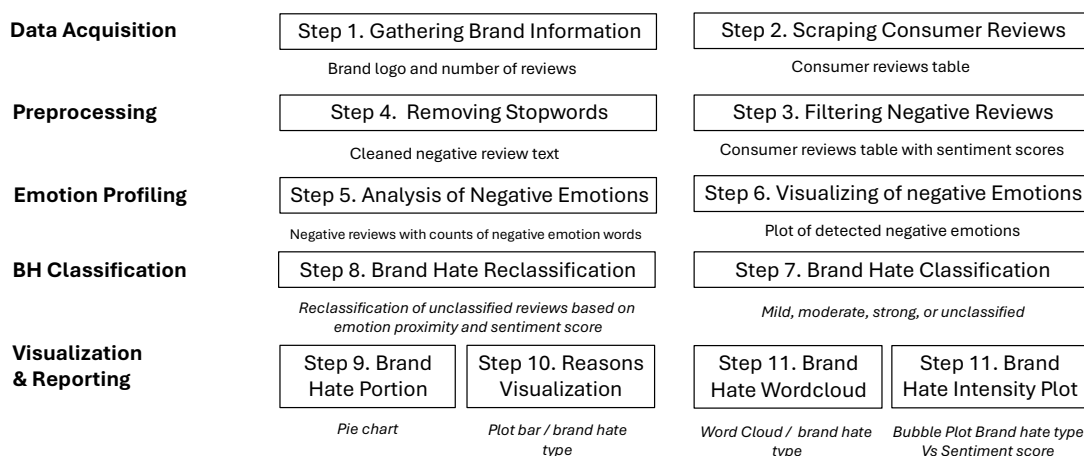 Data Acquisition
Step 1. Gathering Brand Information
Step 2. Scraping Consumer Reviews
Brand logo and number of reviews
Consumer reviews table
Preprocessing
Step 4. Removing Stopwords
Step 3. Filtering Negative Reviews
Cleaned negative review text
Consumer reviews table with sentiment scores
Emotion Profiling
Step 5. Analysis of Negative Emotions
Step 6. Visualizing of negative Emotions
Negative reviews with counts of negative emotion words
Plot of detected negative emotions
BH Classification
Step 8. Brand Hate Reclassification
Step 7. Brand Hate Classification
Reclassification of unclassified reviews based on
emotion proximity and sentiment score
Mild, moderate, strong, or unclassified
Visualization
& Reporting
Step 9. Brand
Hate Portion
Step 10. Reasons
Visualization
Step 11. Brand
Hate Wordcloud
Step 11. Brand
Hate Intensity Plot
Pie chart
Plot bar / brand hate
type
Word Cloud / brand hate
type
Bubble Plot Brand hate type
Vs Sentiment score